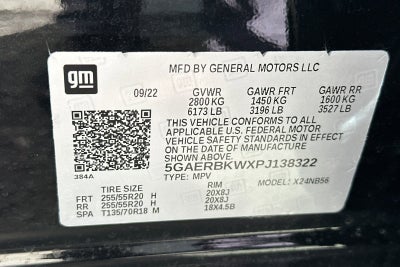 gm
MFD BY GENERAL MOTORS LLC
09/22 GVWR GAWR FRT GAWR RR
2800 KG 1450 KG 1600 KG
6173 LB 3196 LB 3527 LB
THIS VEHICLE CONFORMS TO ALL
APPLICABLE U.S. FEDERAL MOTOR
VEHICLE SAFETY STANDARDS IN EFFECT
ON THE DATE OF MANUFACTURE SHOWN ABOVE.
5GAERBKWXPJ138322
384A TYPE: MPV MODEL: X24NB56
TIRE SIZE RIM
FRT 255/55R20 H 20X8J
RR 255/55R20 H 20X8J
SPA T135/70R18 M 18X4.5B